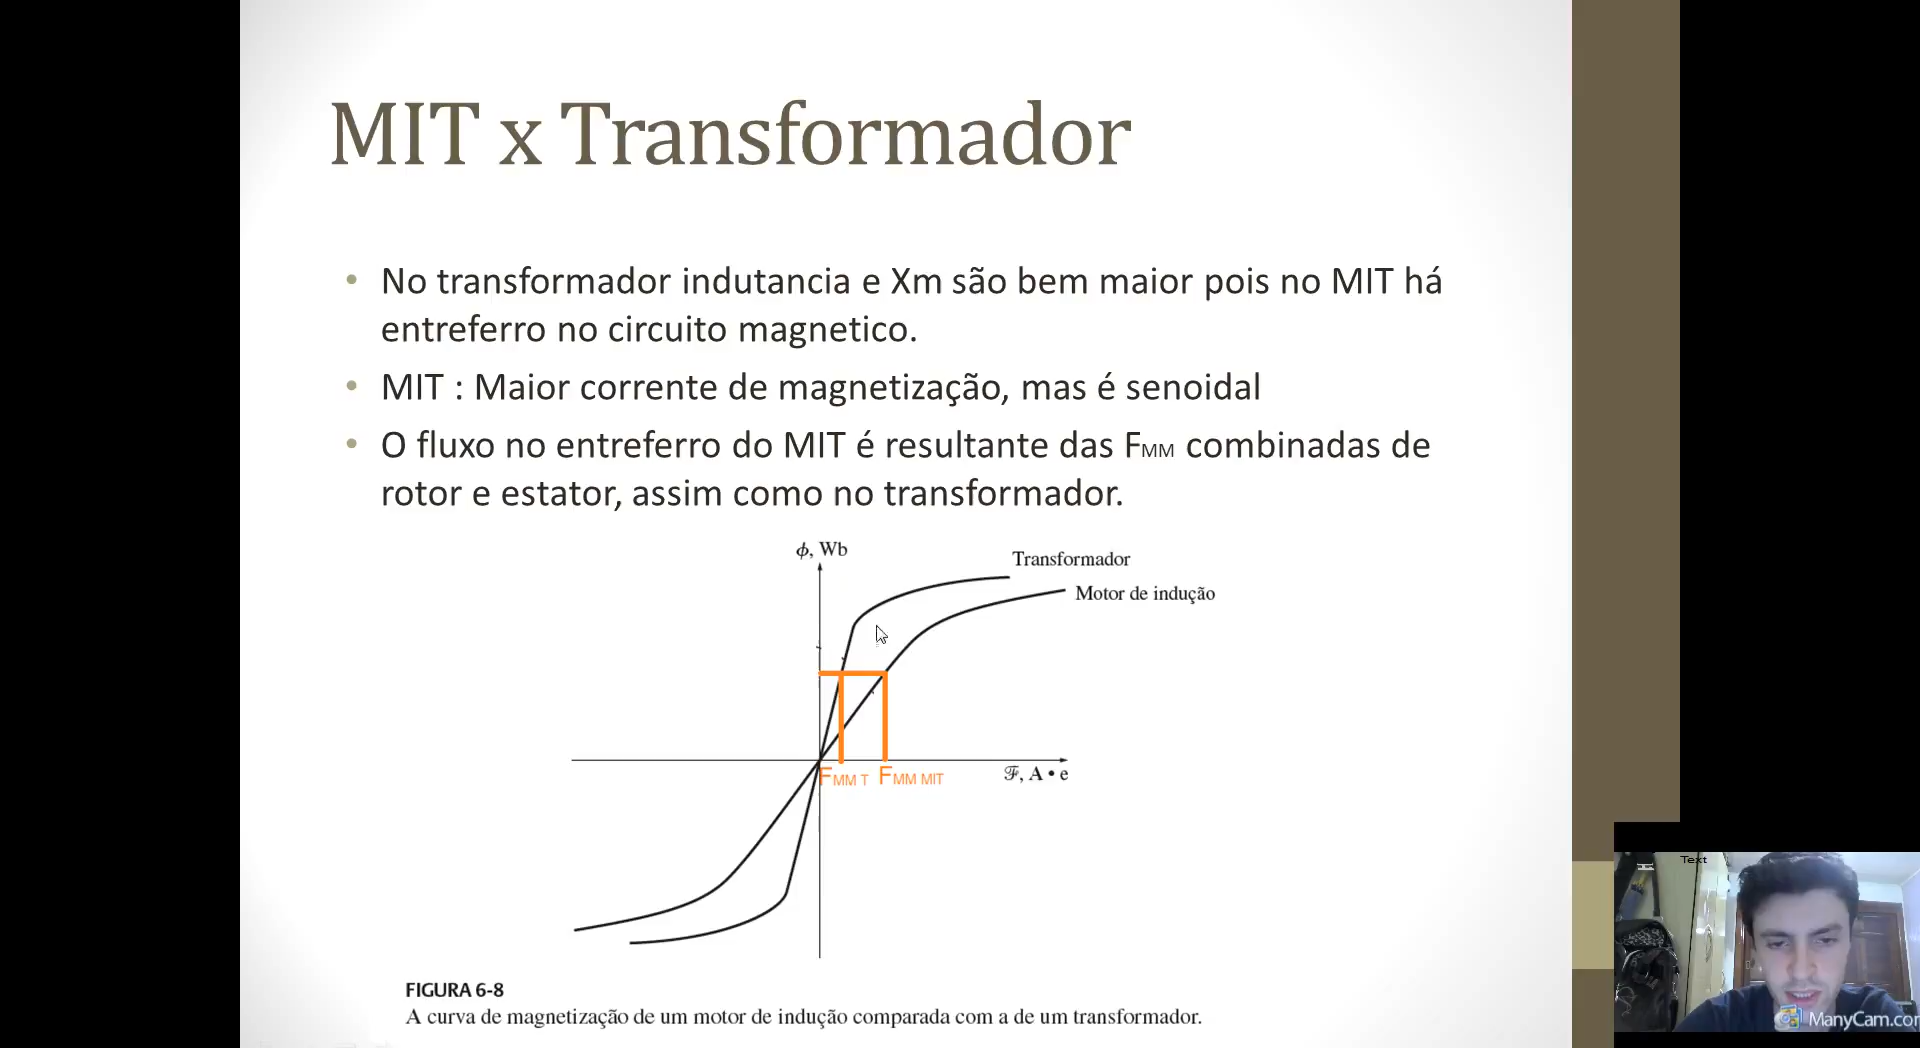 MIT x Transformador
• No transformador indutancia e Xm são bem maior pois no MIT há
entreferro no circuito magnetico.
• MIT : Maior corrente de magnetização, mas é senoidal
• O fluxo no entreferro do MIT é resultante das FMM combinadas de
rotor e estator, assim como no transformador.
ϕ, Wb
Transformador
Motor de indução
FMM T
FMM MIT
ℱ, A • e
FIGURA 6-8
A curva de magnetização de um motor de indução comparada com a de um transformador.
Text
ManyCam.com